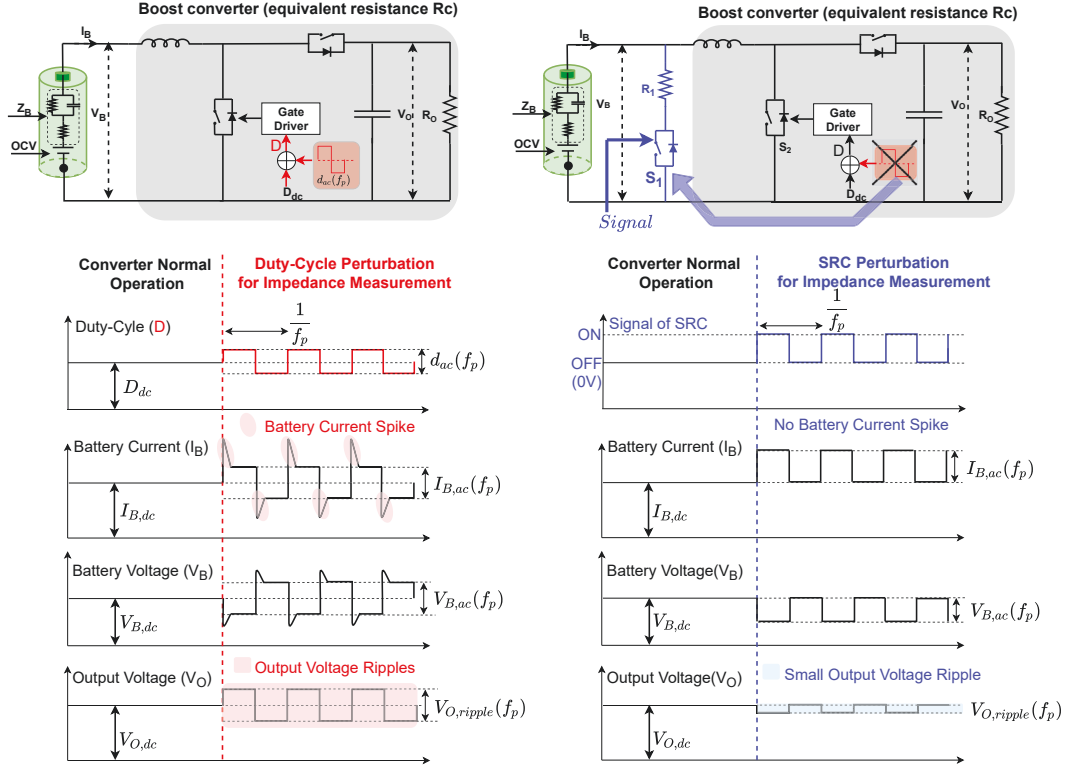 Boost converter (equivalent resistance Rc)
I_B
Z_B
V_B
OCV
Gate
Driver
D
d_ac(f_p)
D_dc
V_O
R_O
Boost converter (equivalent resistance Rc)
I_B
Z_B
V_B
OCV
R_1
S_1
Signal
S_2
Gate
Driver
D
D_dc
V_O
R_O
Converter Normal
Operation
Duty-Cycle Perturbation
for Impedance Measurement
Duty-Cyle (D)
1/f_p
d_ac(f_p)
D_dc
Battery Current Spike
Battery Current (I_B)
I_B,ac(f_p)
I_B,dc
Battery Voltage (V_B)
V_B,ac(f_p)
V_B,dc
Output Voltage (V_O)
Output Voltage Ripples
V_O,ripple(f_p)
V_O,dc
Converter Normal
Operation
SRC Perturbation
for Impedance Measurement
Signal of SRC
1/f_p
ON
OFF
(0V)
No Battery Current Spike
Battery Current (I_B)
I_B,ac(f_p)
I_B,dc
Battery Voltage(V_B)
V_B,ac(f_p)
V_B,dc
Output Voltage(V_O)
Small Output Voltage Ripple
V_O,ripple(f_p)
V_O,dc